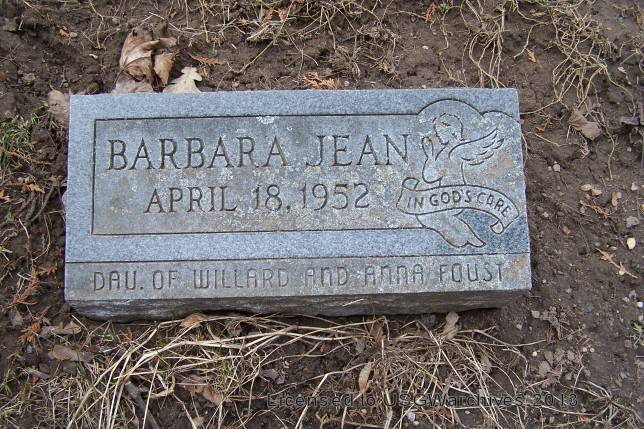 BARBARA JEAN
APRIL 18, 1952
IN GOD'S CARE
DAU. OF WILLARD AND ANNA FOUST
Licensed to USGWarchives 2013